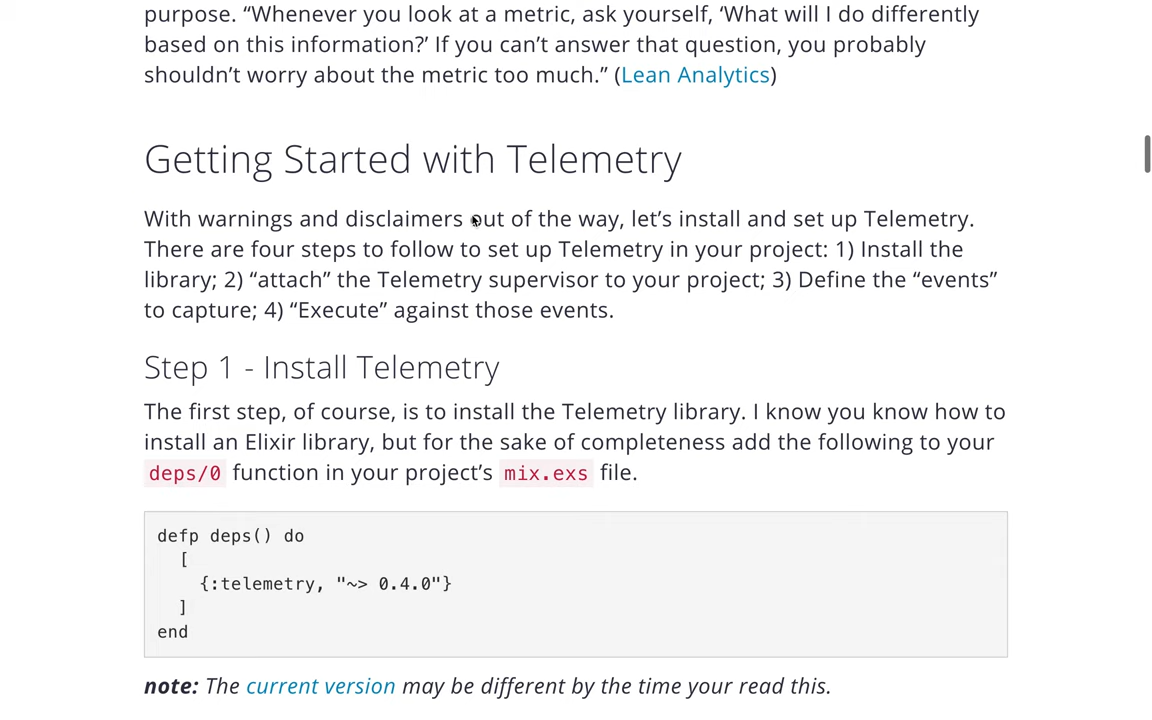 purpose. “Whenever you look at a metric, ask yourself, ‘What will I do differently
based on this information?’ If you can’t answer that question, you probably
shouldn’t worry about the metric too much.” (Lean Analytics)
Getting Started with Telemetry
With warnings and disclaimers out of the way, let’s install and set up Telemetry.
There are four steps to follow to set up Telemetry in your project: 1) Install the
library; 2) “attach” the Telemetry supervisor to your project; 3) Define the “events”
to capture; 4) “Execute” against those events.
Step 1 - Install Telemetry
The first step, of course, is to install the Telemetry library. I know you know how to
install an Elixir library, but for the sake of completeness add the following to your
deps/0 function in your project’s mix.exs file.
defp deps() do
  [
    {:telemetry, "~> 0.4.0"}
  ]
end
note: The current version may be different by the time your read this.